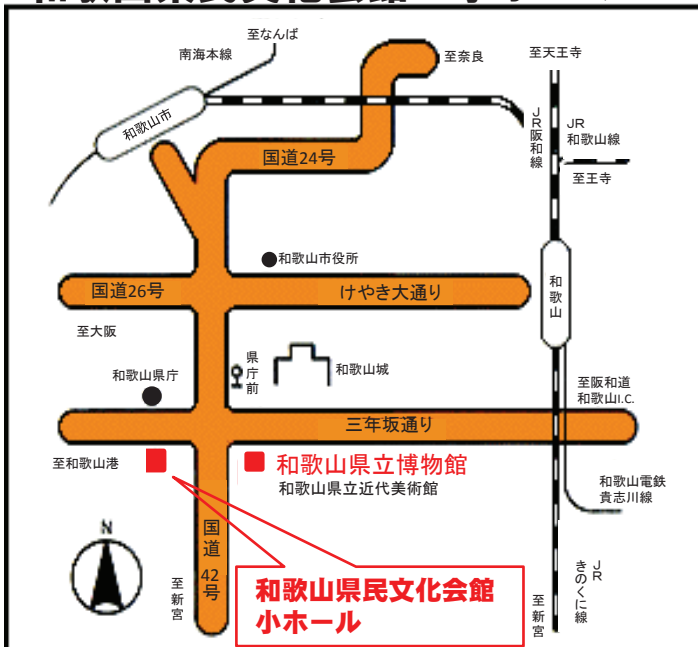 至なんば
南海本線
至奈良
至天王寺
和歌山市
JR阪和線
JR
和歌山線
国道24号
至王寺
和歌山市役所
国道26号
けやき大通り
和歌山
至大阪
県庁前
和歌山城
和歌山県庁
至阪和道
和歌山I.C.
三年坂通り
至和歌山港
和歌山県立博物館
和歌山県立近代美術館
和歌山電鉄
貴志川線
N
国道42号
至新宮
和歌山県民文化会館
小ホール
JRきのくに線
至新宮